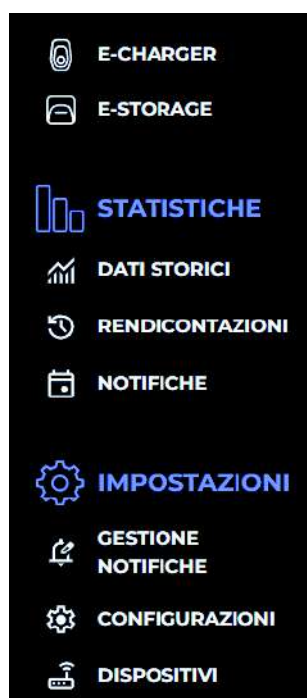 E-CHARGER
E-STORAGE
STATISTICHE
DATI STORICI
RENDICONTAZIONI
NOTIFICHE
IMPOSTAZIONI
GESTIONE
NOTIFICHE
CONFIGURAZIONI
DISPOSITIVI